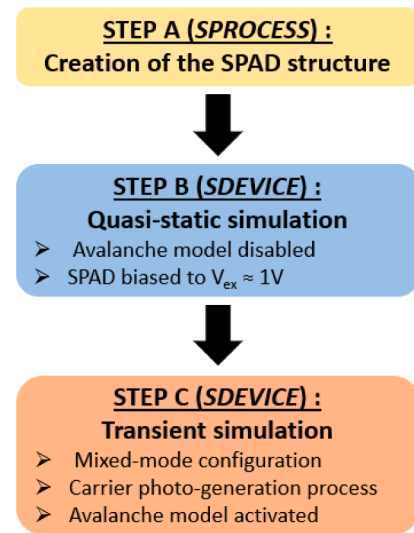 STEP A (SPROCESS) :
Creation of the SPAD structure
STEP B (SDEVICE) :
Quasi-static simulation
➢ Avalanche model disabled
➢ SPAD biased to Vₑₓ ≈ 1V
STEP C (SDEVICE) :
Transient simulation
➢ Mixed-mode configuration
➢ Carrier photo-generation process
➢ Avalanche model activated